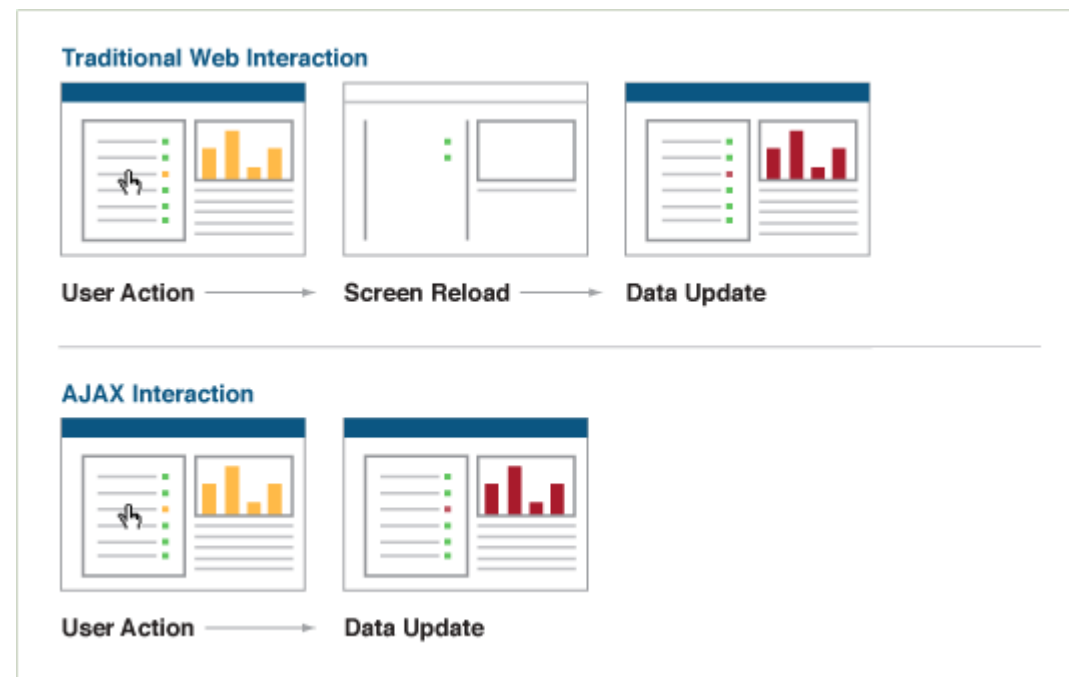 Traditional Web Interaction
User Action
Screen Reload
Data Update
AJAX Interaction
User Action
Data Update